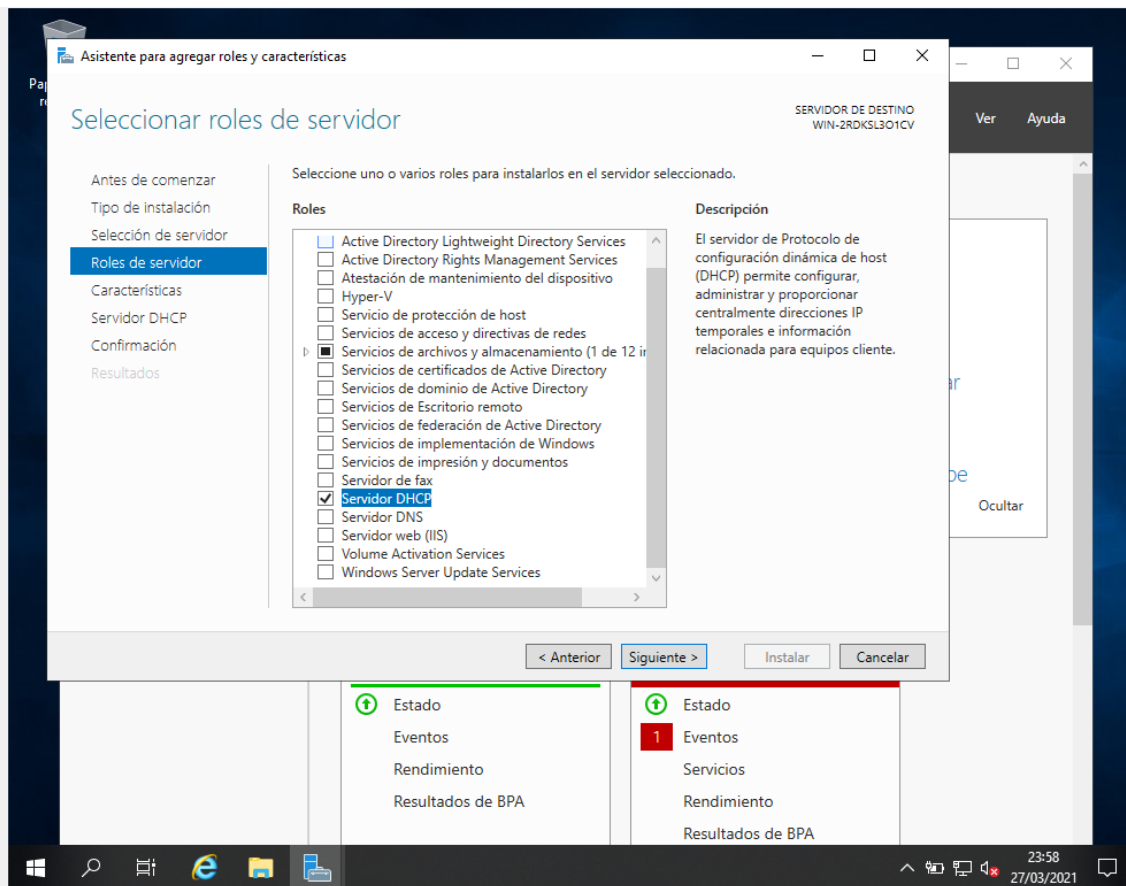 Asistente para agregar roles y características
Seleccionar roles de servidor
SERVIDOR DE DESTINO
WIN-2RDKSL3O1CV
Ver Ayuda
Antes de comenzar
Tipo de instalación
Selección de servidor
Roles de servidor
Características
Servidor DHCP
Confirmación
Resultados
Seleccione uno o varios roles para instalarlos en el servidor seleccionado.
Roles
Active Directory Lightweight Directory Services
Active Directory Rights Management Services
Atestación de mantenimiento del dispositivo
Hyper-V
Servicio de protección de host
Servicios de acceso y directivas de redes
Servicios de archivos y almacenamiento (1 de 12 in
Servicios de certificados de Active Directory
Servicios de dominio de Active Directory
Servicios de Escritorio remoto
Servicios de federación de Active Directory
Servicios de implementación de Windows
Servicios de impresión y documentos
Servidor de fax
Servidor DHCP
Servidor DNS
Servidor web (IIS)
Volume Activation Services
Windows Server Update Services
Descripción
El servidor de Protocolo de
configuración dinámica de host
(DHCP) permite configurar,
administrar y proporcionar
centralmente direcciones IP
temporales e información
relacionada para equipos cliente.
Ocultar
< Anterior
Siguiente >
Instalar
Cancelar
Estado
Eventos
Rendimiento
Resultados de BPA
Estado
1 Eventos
Servicios
Rendimiento
Resultados de BPA
23:58
27/03/2021